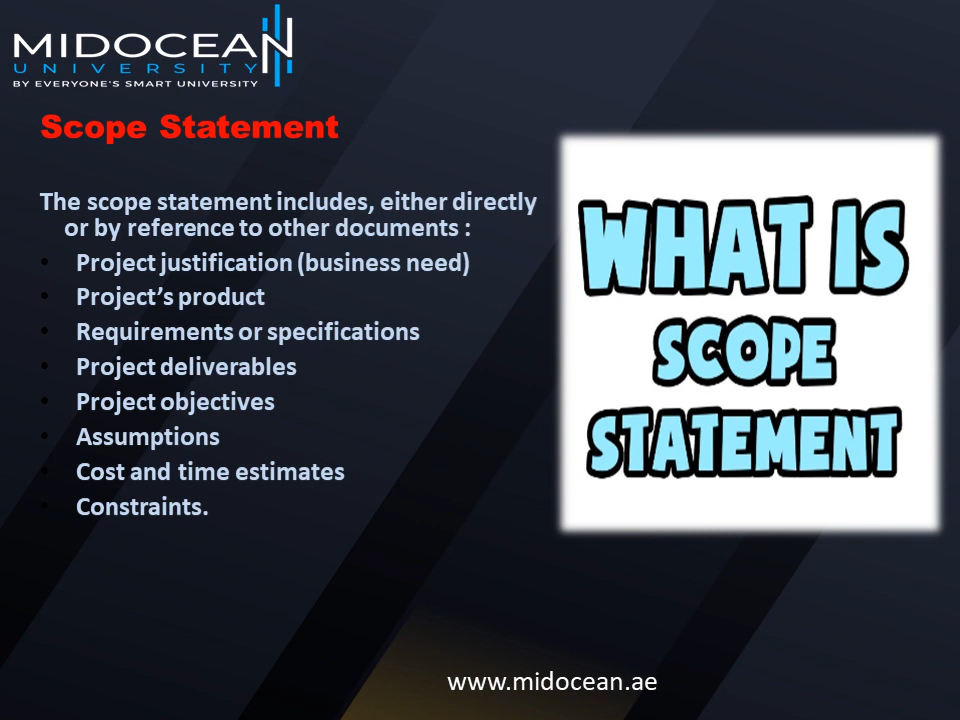 MIDOCEAN
UNIVERSITY
BY EVERYONE'S SMART UNIVERSITY
Scope Statement
The scope statement includes, either directly
or by reference to other documents :
• Project justification (business need)
• Project’s product
• Requirements or specifications
• Project deliverables
• Project objectives
• Assumptions
• Cost and time estimates
• Constraints.
WHAT IS
SCOPE
STATEMENT
www.midocean.ae